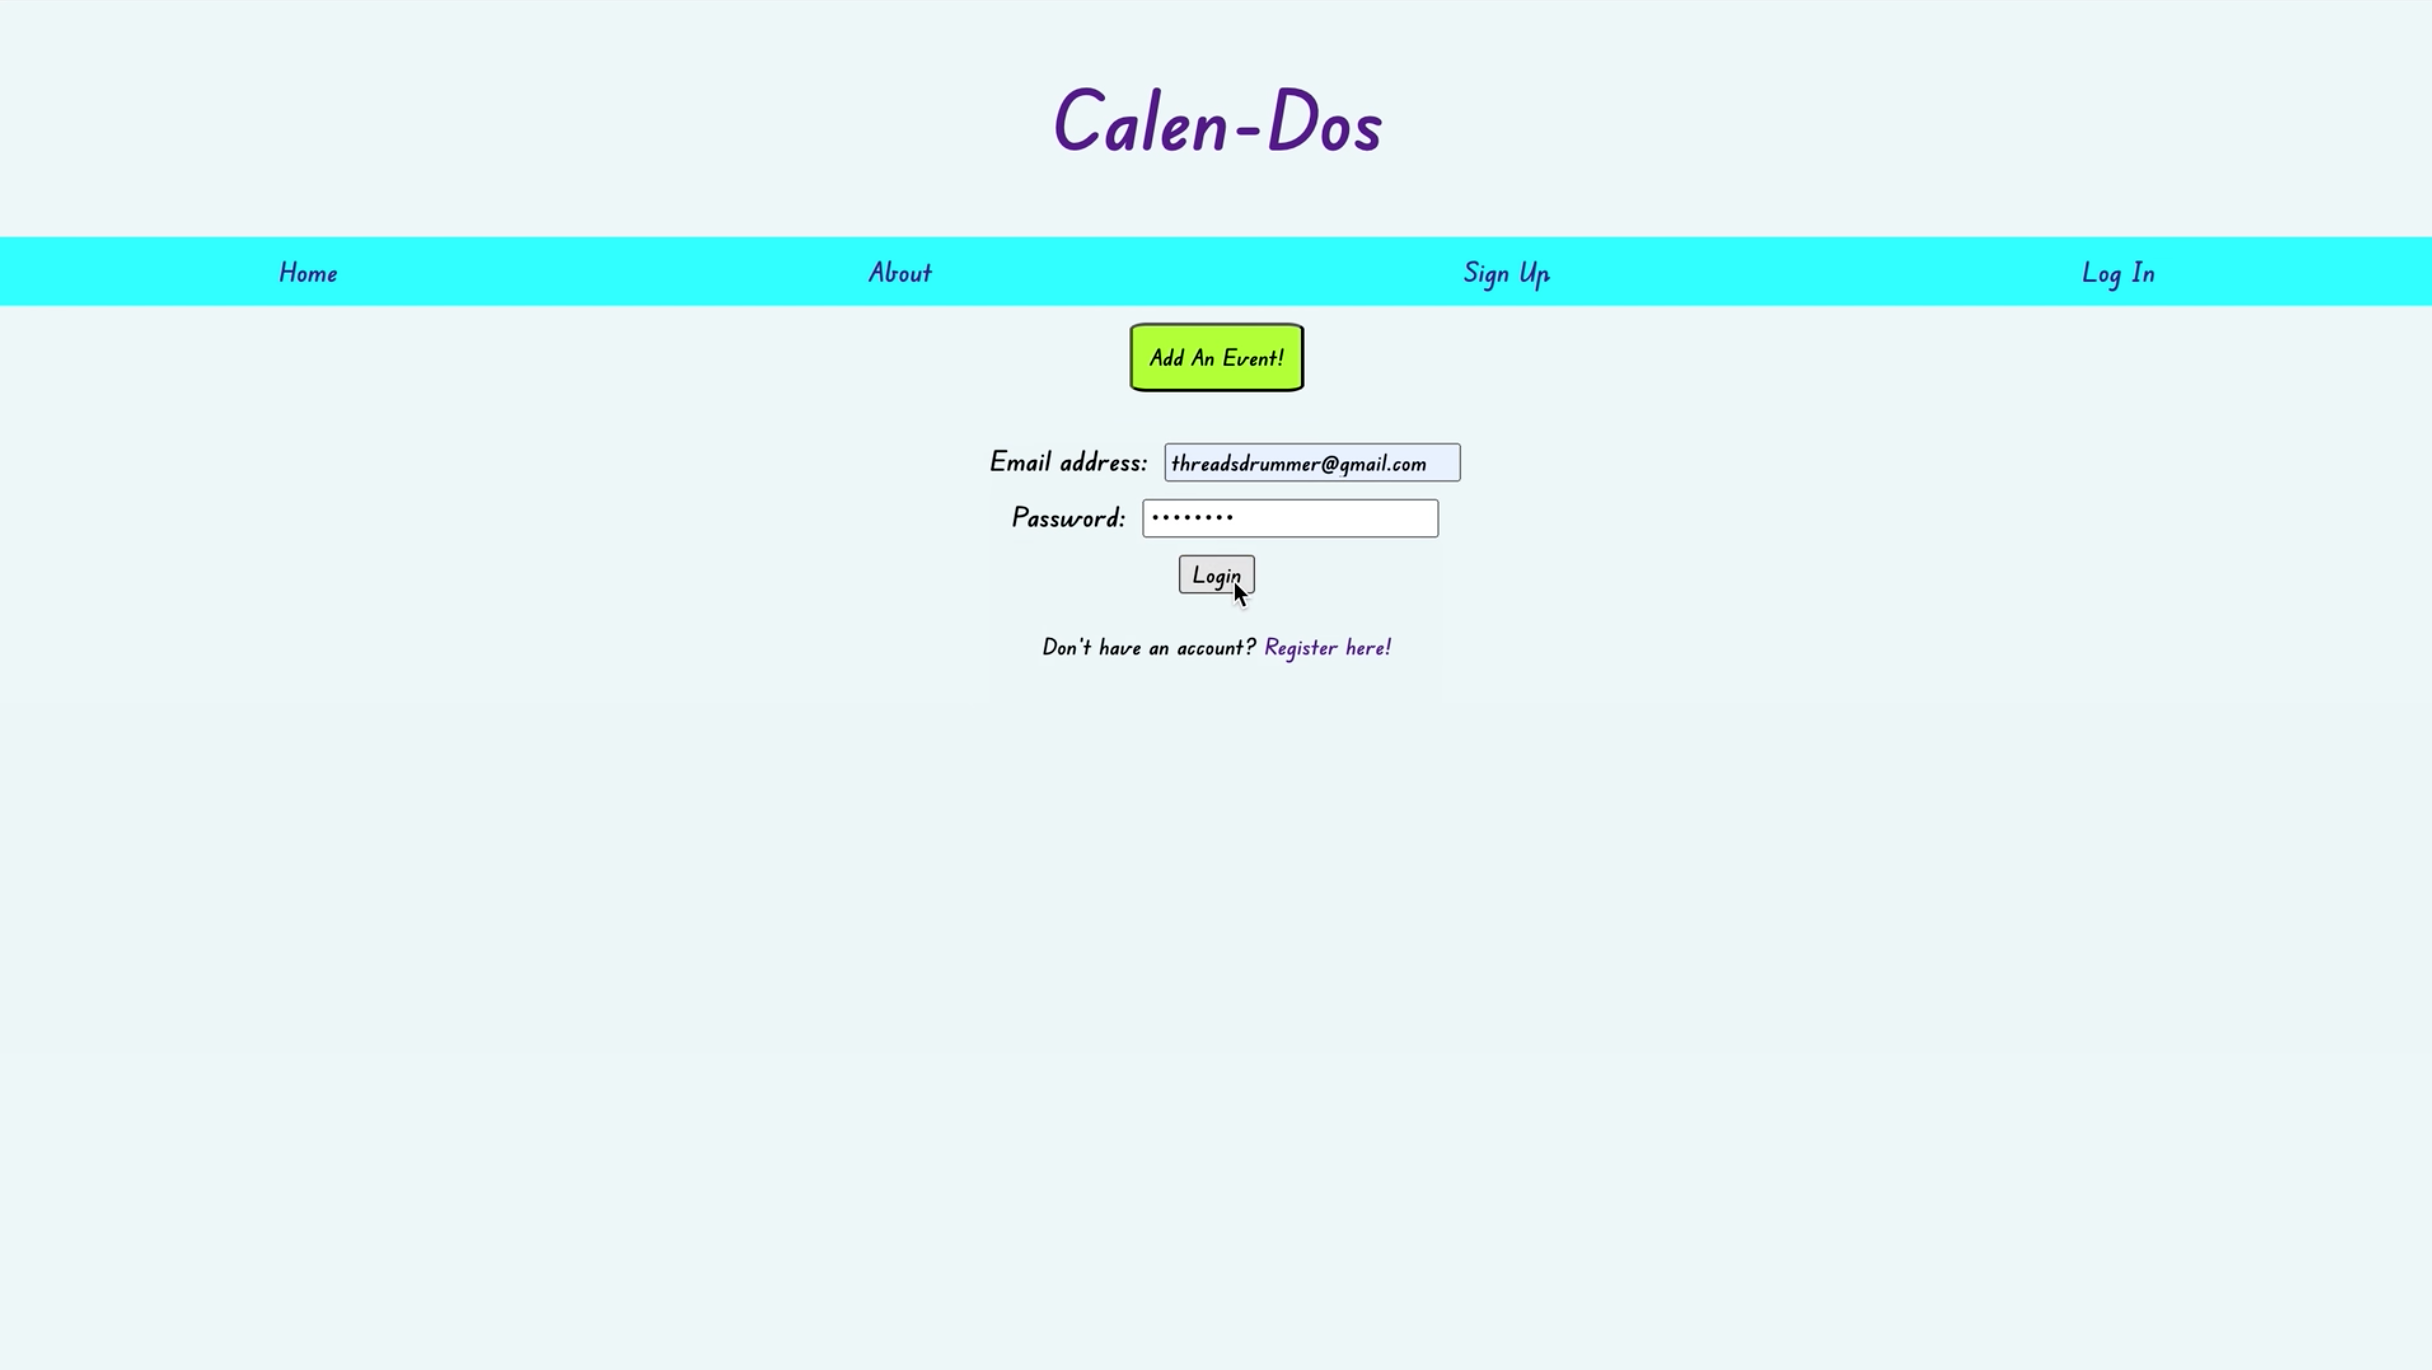 Calen-Dos
Home About Sign Up Log In
Add An Event!
Email address: threadsdrummer@gmail.com
Password: ••••••••
Login
Don't have an account? Register here!